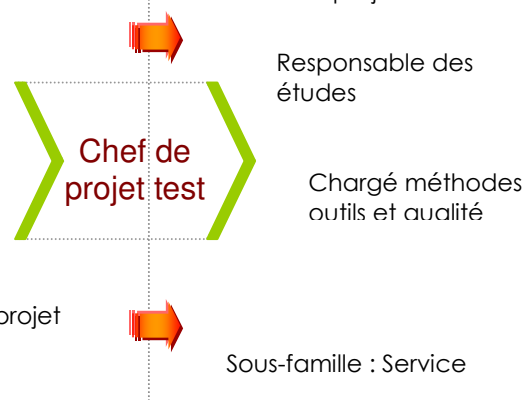 Responsable des
études
Chef de
projet test
Chargé méthodes
outils et qualité
projet
Sous-famille : Service